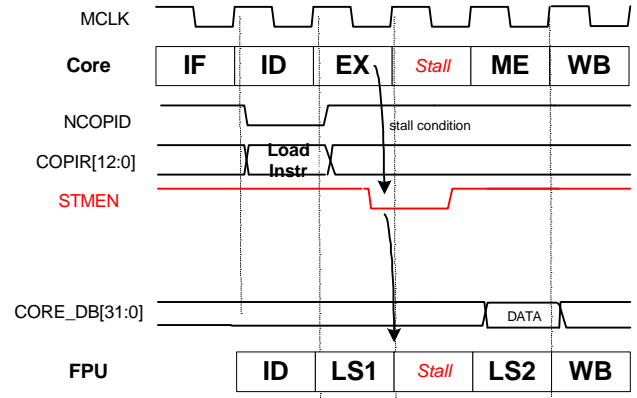 MCLK
Core IF ID EX Stall ME WB
NCOPID
stall condition
COPIR[12:0] Load
Instr
STMEN
CORE_DB[31:0] DATA
FPU ID LS1 Stall LS2 WB